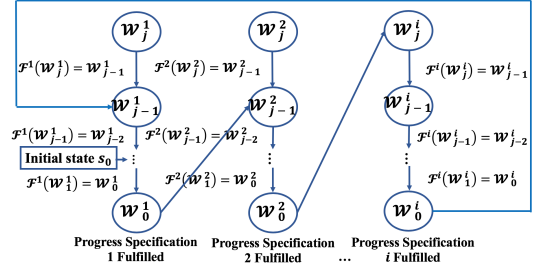 𝒲¹ⱼ 𝒲²ⱼ 𝒲ⁱⱼ
ℱ¹(𝒲¹ⱼ) = 𝒲¹ⱼ₋₁ ℱ²(𝒲²ⱼ) = 𝒲²ⱼ₋₁ ℱⁱ(𝒲ⁱⱼ) = 𝒲ⁱⱼ₋₁
𝒲¹ⱼ₋₁ 𝒲²ⱼ₋₁ 𝒲ⁱⱼ₋₁
ℱ¹(𝒲¹ⱼ₋₁) = 𝒲¹ⱼ₋₂ ℱ²(𝒲²ⱼ₋₁) = 𝒲²ⱼ₋₂ ℱⁱ(𝒲ⁱⱼ₋₁) = 𝒲ⁱⱼ₋₂
Initial state s₀ ⋮ ⋮ ⋮
ℱ¹(𝒲¹₁) = 𝒲¹₀ ℱ²(𝒲²₁) = 𝒲²₀ ℱⁱ(𝒲ⁱ₁) = 𝒲ⁱ₀
𝒲¹₀ 𝒲²₀ 𝒲ⁱ₀
Progress Specification Progress Specification Progress Specification
1 Fulfilled 2 Fulfilled ... i Fulfilled